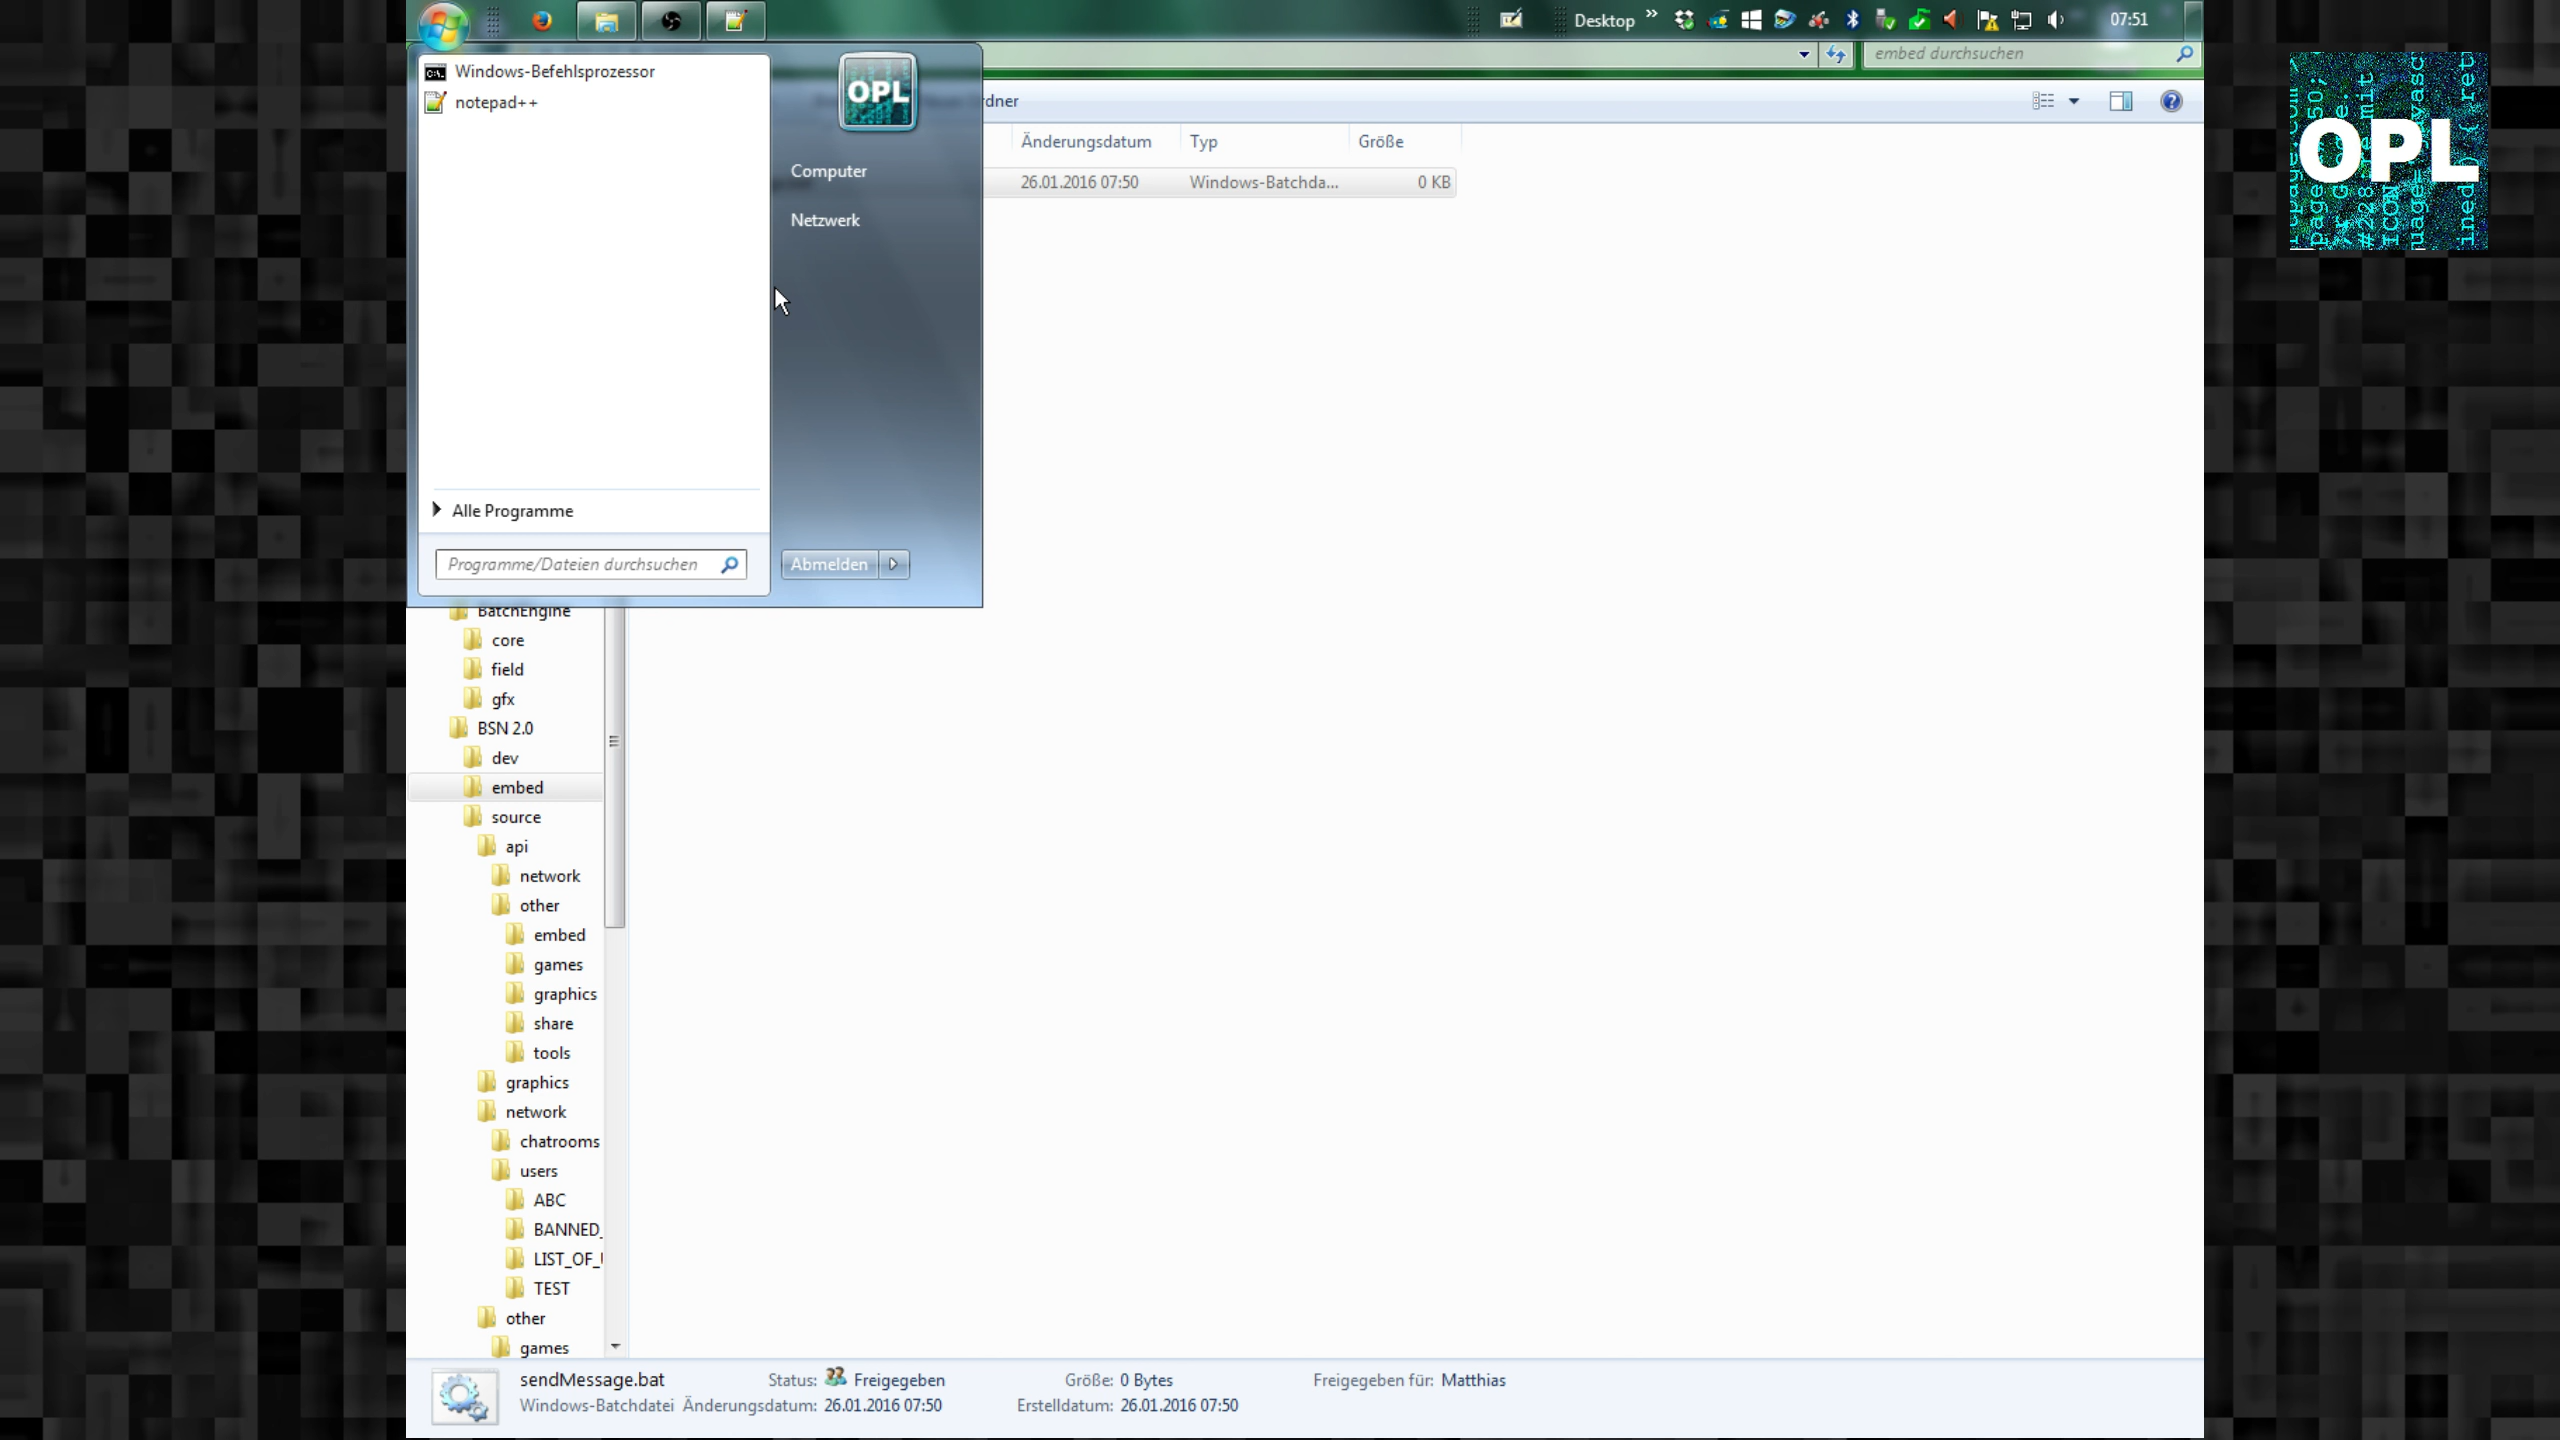 Desktop
»
07:51
embed durchsuchen
Windows-Befehlsprozessor
notepad++
OPL
rdner
Änderungsdatum
Typ
Größe
Computer
26.01.2016 07:50
Windows-Batchda...
0 KB
Netzwerk
Alle Programme
Programme/Dateien durchsuchen
Abmelden
BatchEngine
core
field
gfx
BSN 2.0
dev
embed
source
api
network
other
embed
games
graphics
share
tools
graphics
network
chatrooms
users
ABC
BANNED_
LIST_OF_
TEST
other
games
sendMessage.bat
Status: Freigegeben
Größe: 0 Bytes
Freigegeben für: Matthias
Windows-Batchdatei
Änderungsdatum: 26.01.2016 07:50
Erstelldatum: 26.01.2016 07:50
OPL